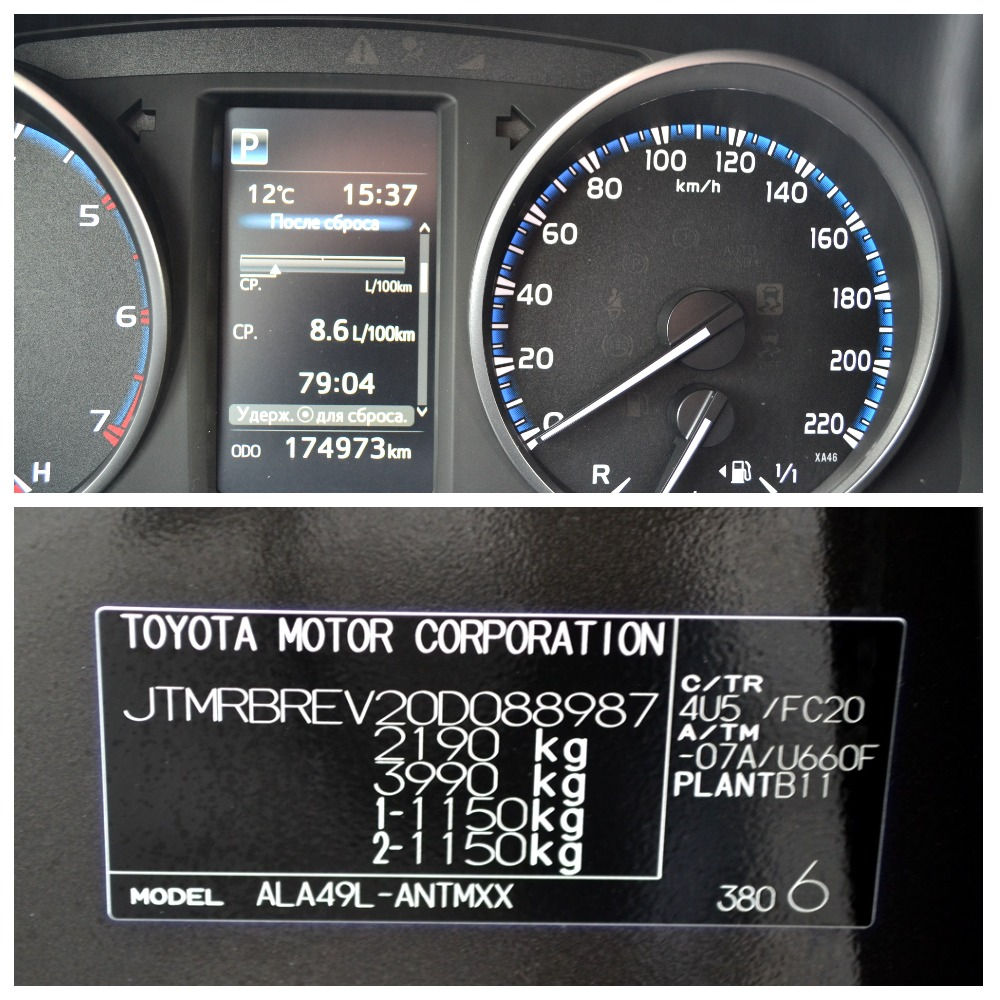 P
12°C 15:37
После сброса
СР. L/100km
СР. 8.6 L/100km
79:04
Удерж. ⦿ для сброса.
ODO 174973 km
5
6
7
H
0
20
40
60
80
100
120
140
160
180
200
220
km/h
XA46
R 1/1
TOYOTA MOTOR CORPORATION
JTMRBREV20D088987
2190 kg
3990 kg
1-1150kg
2-1150kg
C/TR
4U5 /FC20
A/TM
-07A/U660F
PLANTB11
MODEL ALA49L-ANTMXX
380 6